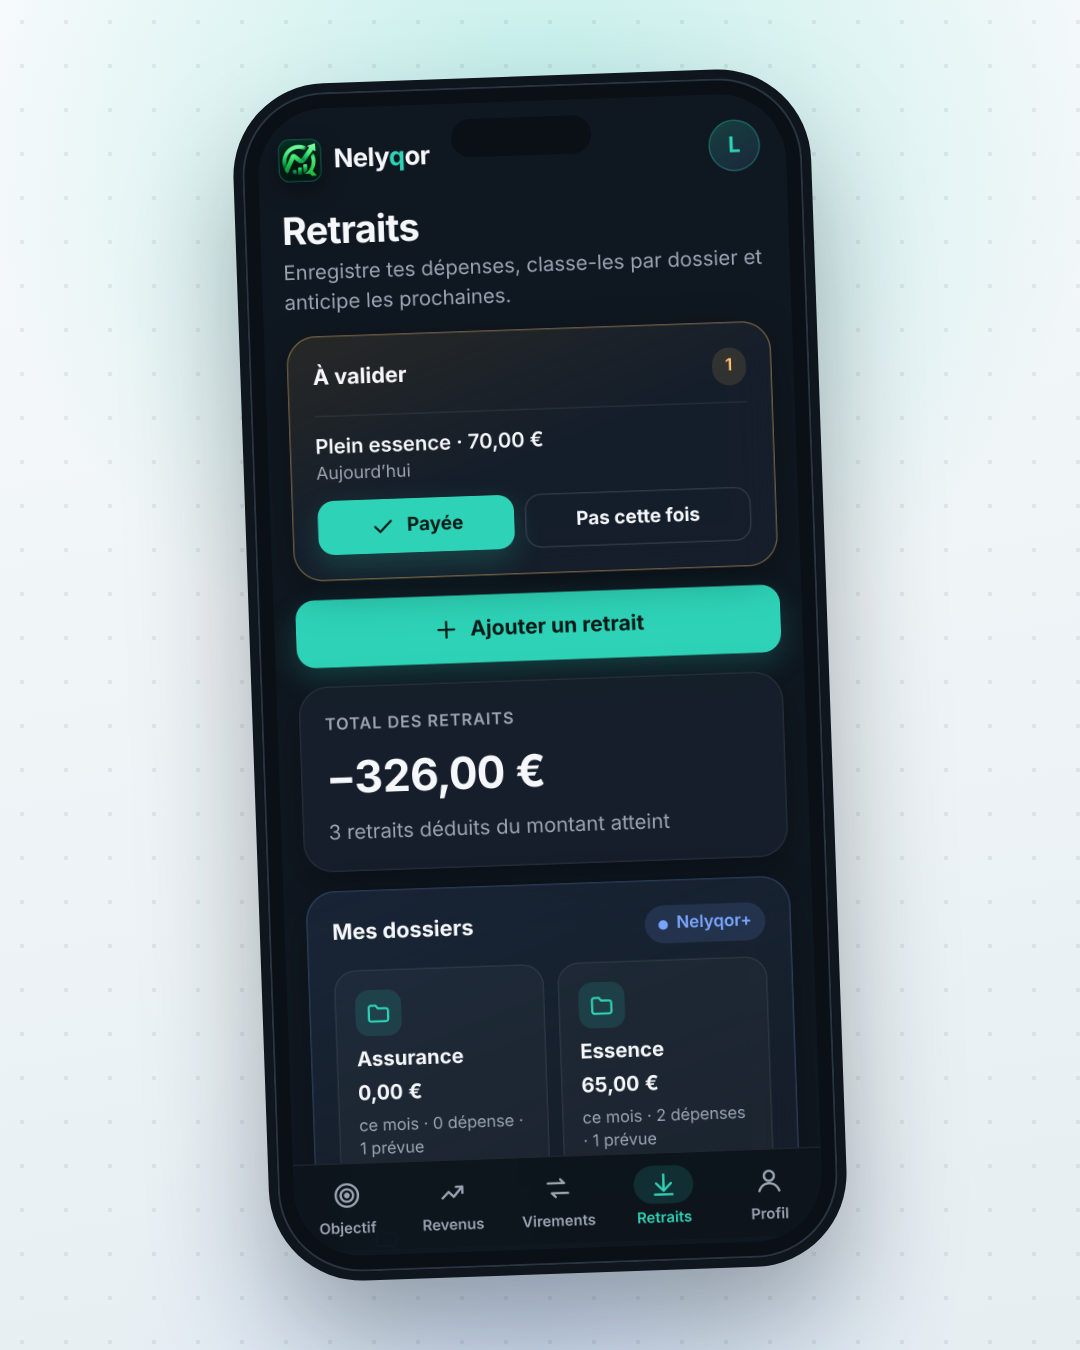 Nelyqor
L
Retraits
Enregistre tes dépenses, classe-les par dossier et
anticipe les prochaines.
À valider
1
Plein essence · 70,00 €
Aujourd’hui
Payée
Pas cette fois
Ajouter un retrait
TOTAL DES RETRAITS
–326,00 €
3 retraits déduits du montant atteint
Mes dossiers
Nelyqor+
Assurance
0,00 €
ce mois · 0 dépense ·
1 prévue
Essence
65,00 €
ce mois · 2 dépenses
· 1 prévue
Objectif
Revenus
Virements
Retraits
Profil